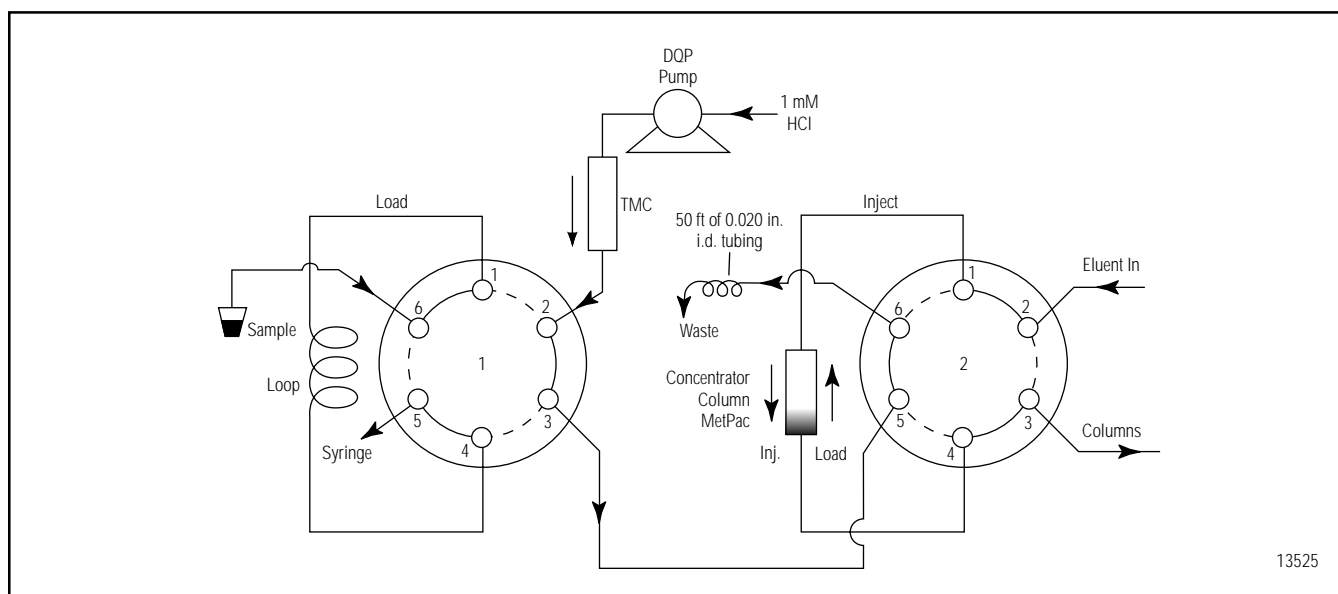 DQP
Pump
1 mM
HCl
TMC
Load
Inject
50 ft of 0.020 in.
i.d. tubing
Eluent In
Sample
Loop
Syringe
1
2
3
4
5
6
1
Waste
Concentrator
Column
MetPac
Inj.
Load
1
2
3
4
5
6
2
Columns
13525